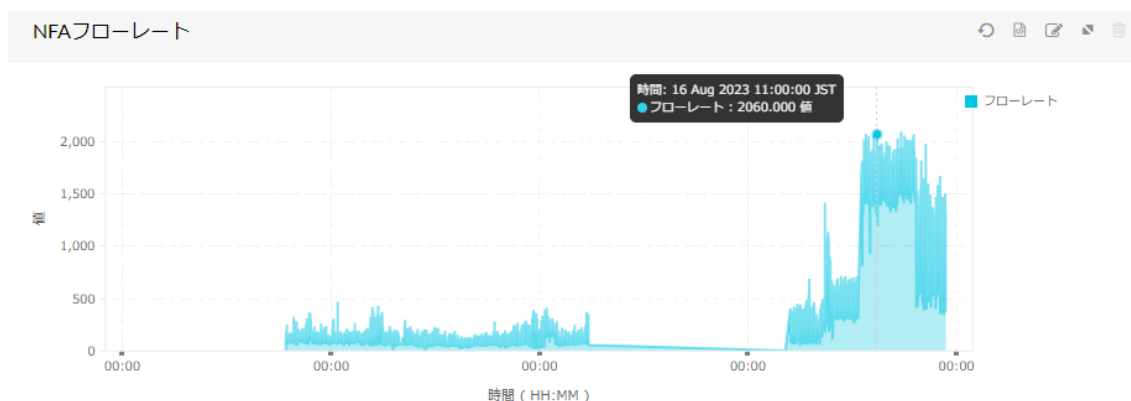 NFAフローレート
時間: 16 Aug 2023 11:00:00 JST
フローレート : 2060.000 値
フローレート
2,000
1,500
1,000
500
0
値
00:00 00:00 00:00 00:00 00:00
時間 ( HH:MM )